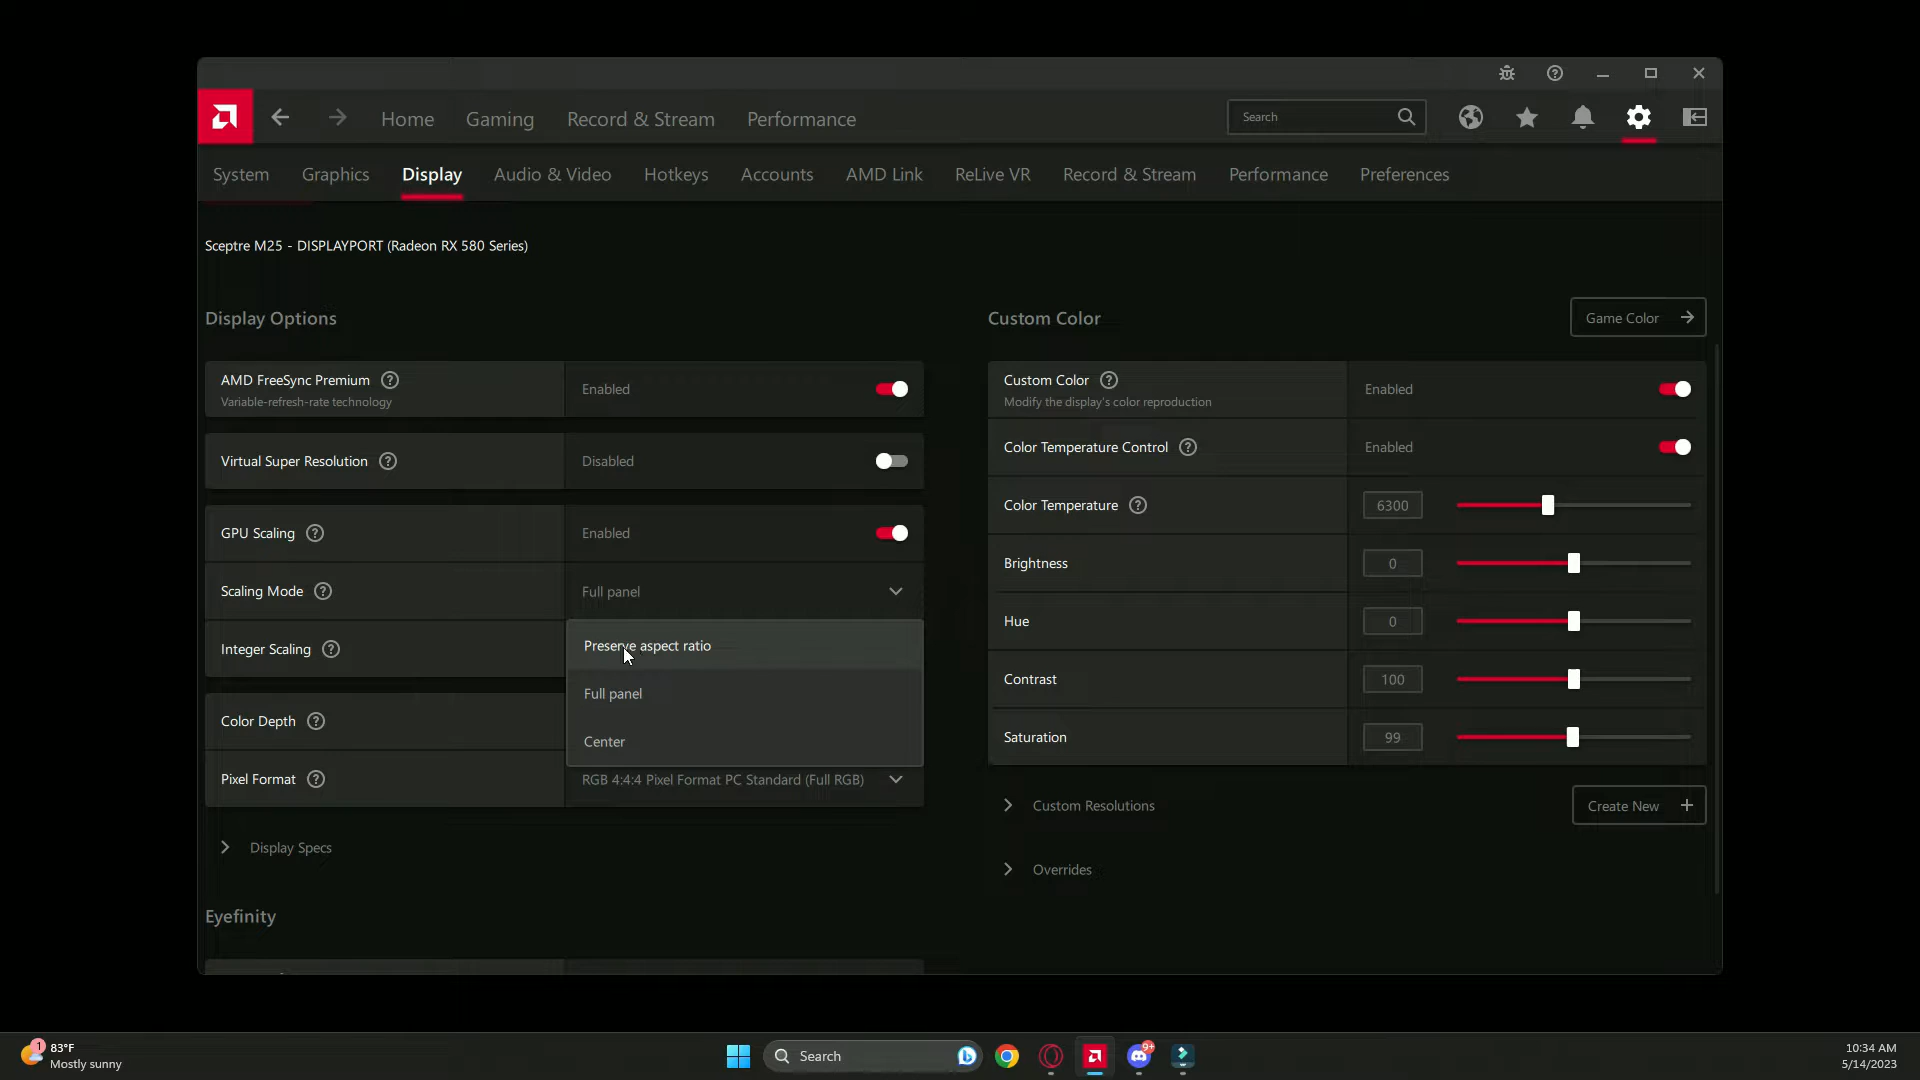 Home
Gaming
Record & Stream
Performance
Search
System
Graphics
Display
Audio & Video
Hotkeys
Accounts
AMD Link
ReLive VR
Record & Stream
Performance
Preferences
Sceptre M25 - DISPLAYPORT (Radeon RX 580 Series)
Display Options
AMD FreeSync Premium
Variable-refresh-rate technology
Enabled
Virtual Super Resolution
Disabled
GPU Scaling
Enabled
Scaling Mode
Full panel
Integer Scaling
Preserve aspect ratio
Full panel
Center
Color Depth
Pixel Format
RGB 4:4:4 Pixel Format PC Standard (Full RGB)
Display Specs
Eyefinity
Custom Color
Game Color
Custom Color
Modify the display's color reproduction
Enabled
Color Temperature Control
Enabled
Color Temperature
6300
Brightness
0
Hue
0
Contrast
100
Saturation
99
Custom Resolutions
Create New
Overrides
1
83°F
Mostly sunny
Search
9+
10:34 AM
5/14/2023